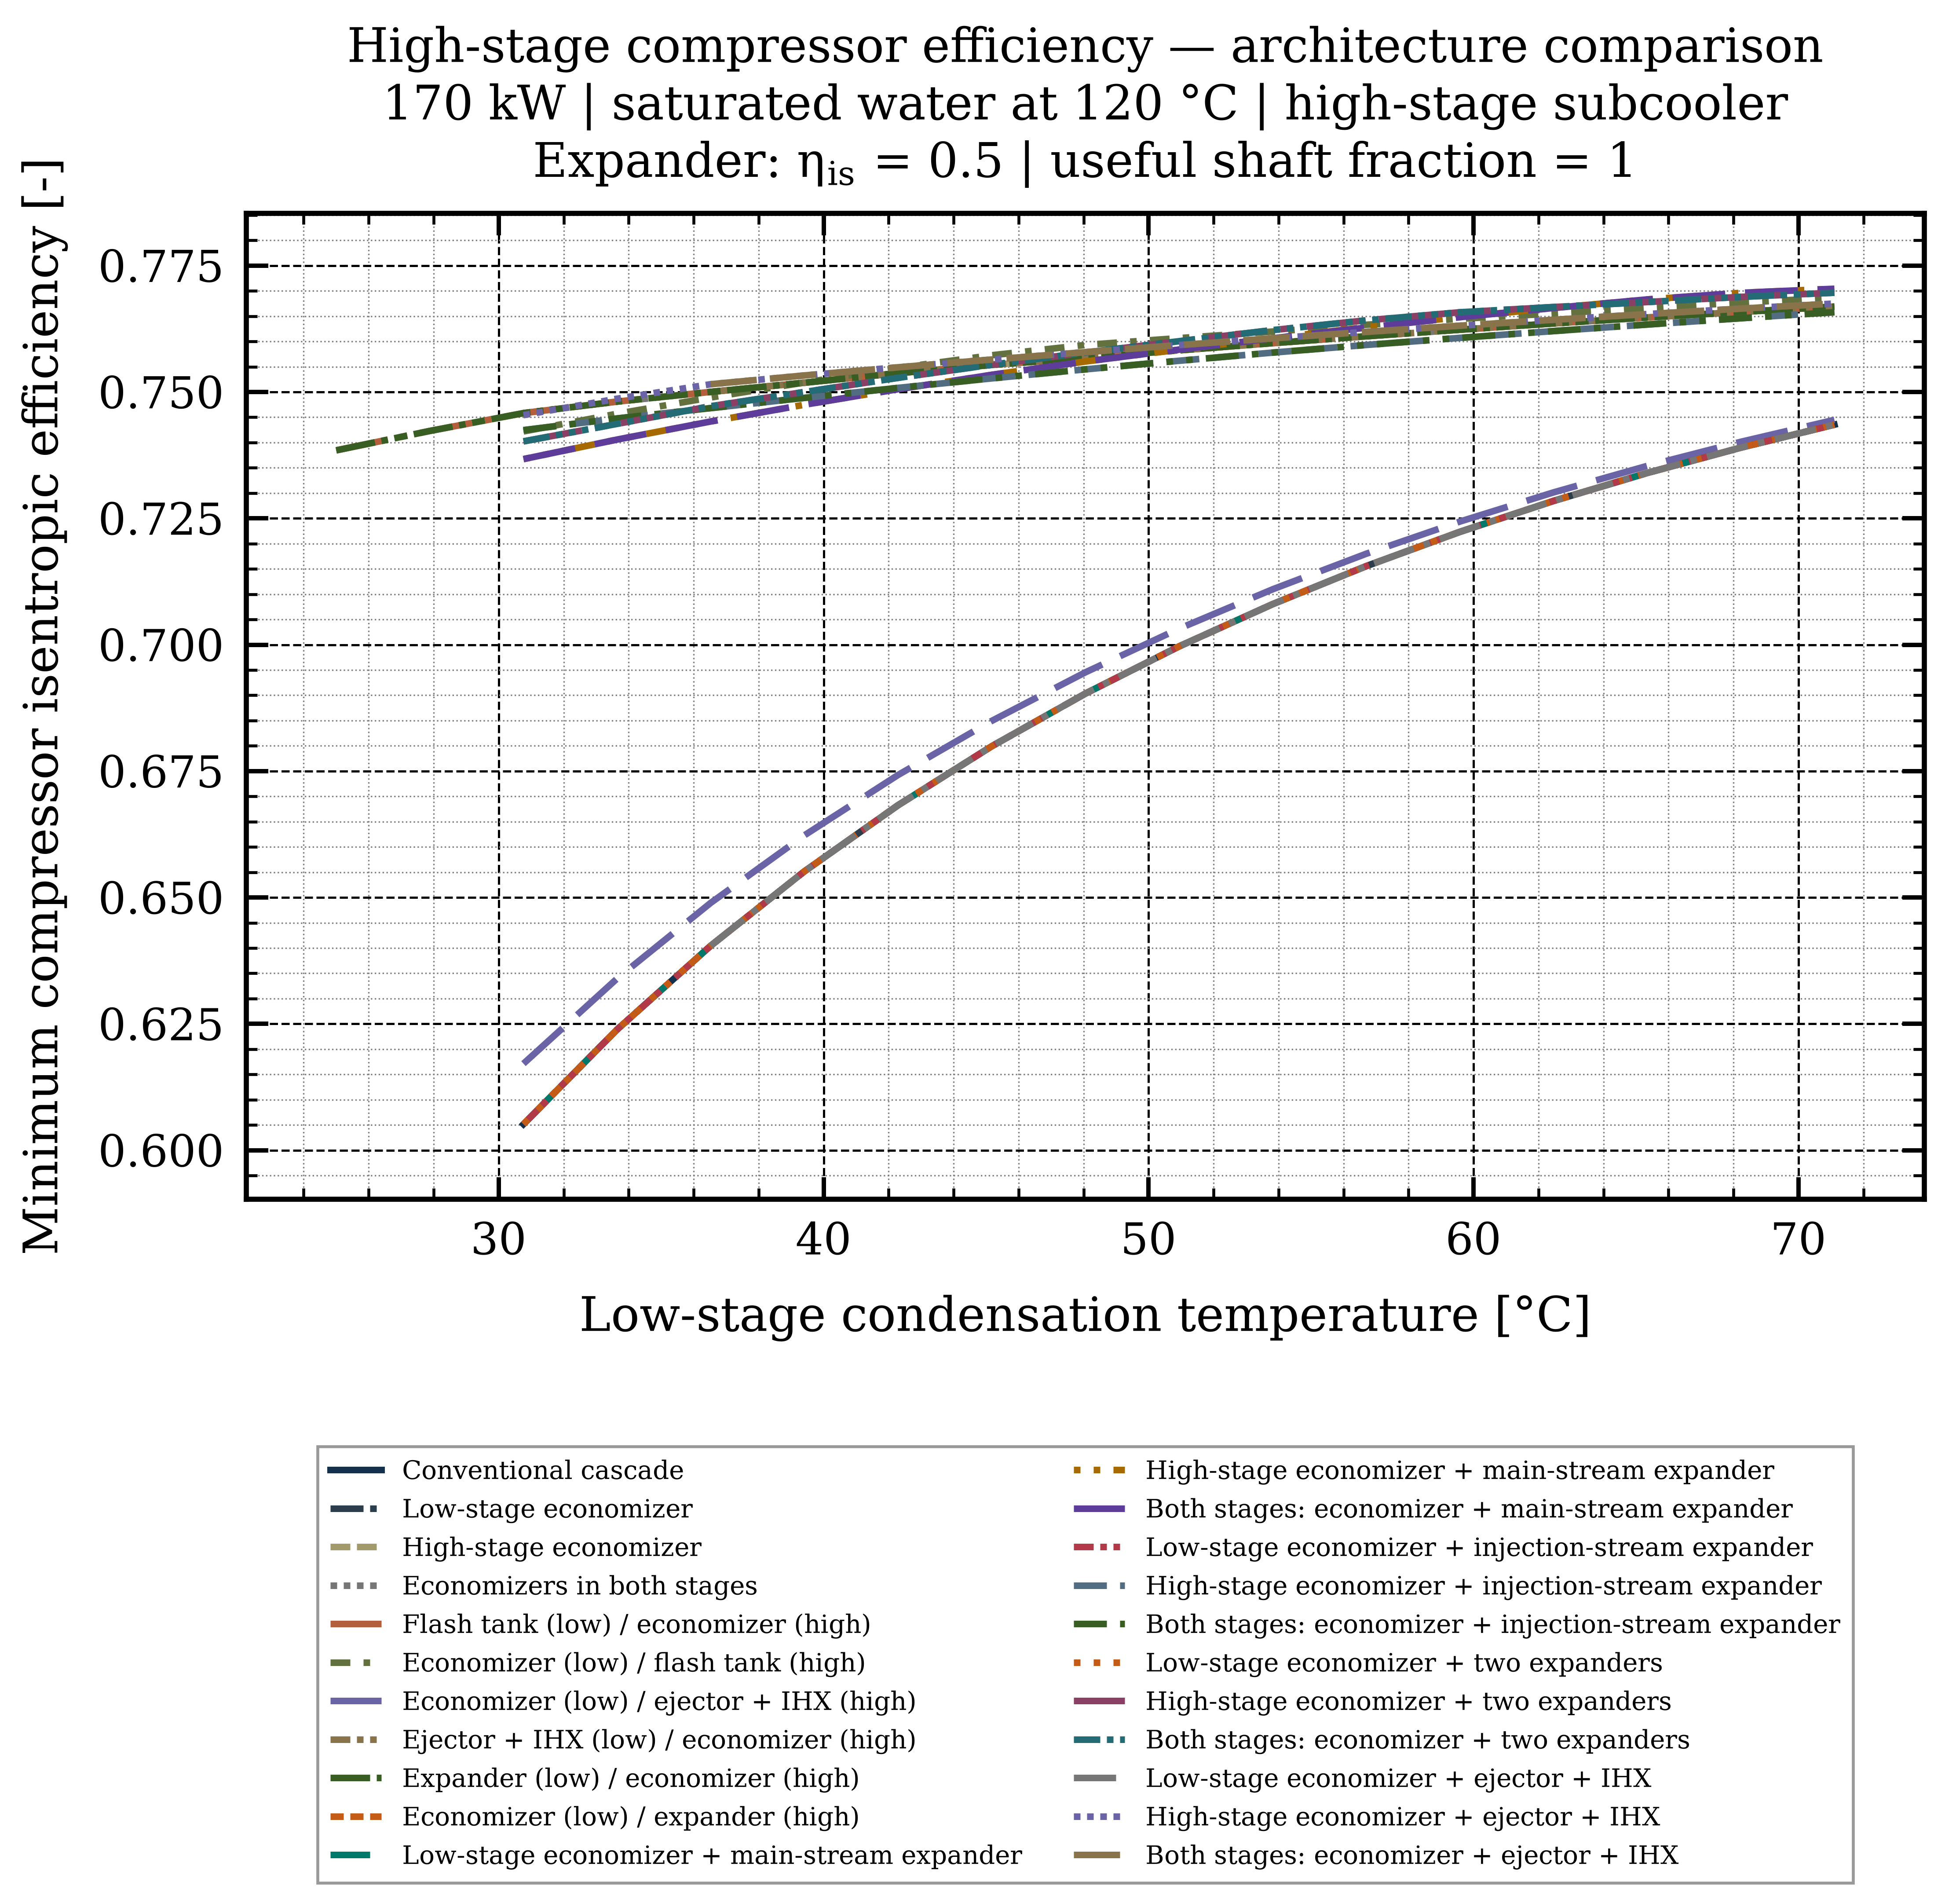 High-stage compressor efficiency — architecture comparison
170 kW | saturated water at 120 °C | high-stage subcooler
Expander: ηis = 0.5 | useful shaft fraction = 1
Minimum compressor isentropic efficiency [-]
0.775
0.750
0.725
0.700
0.675
0.650
0.625
0.600
30 40 50 60 70
Low-stage condensation temperature [°C]
Conventional cascade
Low-stage economizer
High-stage economizer
Economizers in both stages
Flash tank (low) / economizer (high)
Economizer (low) / flash tank (high)
Economizer (low) / ejector + IHX (high)
Ejector + IHX (low) / economizer (high)
Expander (low) / economizer (high)
Economizer (low) / expander (high)
Low-stage economizer + main-stream expander
High-stage economizer + main-stream expander
Both stages: economizer + main-stream expander
Low-stage economizer + injection-stream expander
High-stage economizer + injection-stream expander
Both stages: economizer + injection-stream expander
Low-stage economizer + two expanders
High-stage economizer + two expanders
Both stages: economizer + two expanders
Low-stage economizer + ejector + IHX
High-stage economizer + ejector + IHX
Both stages: economizer + ejector + IHX